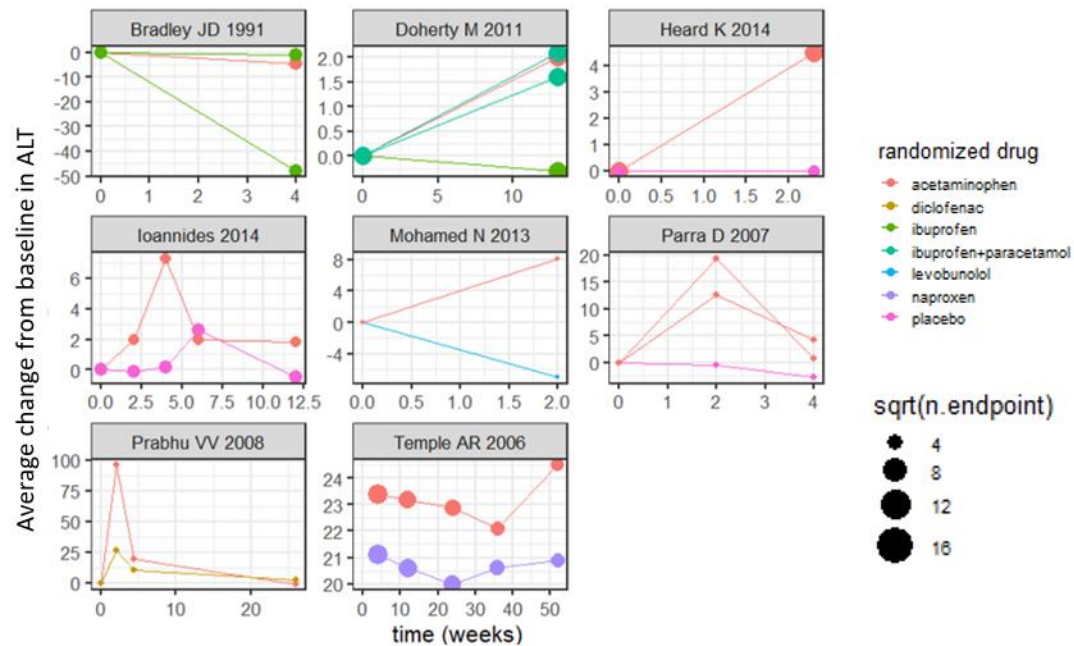 Average change from baseline in ALT
Bradley JD 1991
0
-10
-20
-30
-40
-50
0 1 2 3 4
Doherty M 2011
2.0
1.5
1.0
0.5
0.0
0 5 10
Heard K 2014
4
3
2
1
0
0.0 0.5 1.0 1.5 2.0
Ioannides 2014
6
4
2
0
0.0 2.5 5.0 7.5 10.0 12.5
Mohamed N 2013
8
4
0
-4
0.0 0.5 1.0 1.5 2.0
Parra D 2007
20
15
10
5
0
0 1 2 3 4
Prabhu VV 2008
100
75
50
25
0
0 10 20
Temple AR 2006
24
23
22
21
20
0 10 20 30 40 50
time (weeks)
randomized drug
acetaminophen
diclofenac
ibuprofen
ibuprofen+paracetamol
levobunolol
naproxen
placebo
sqrt(n.endpoint)
4
8
12
16